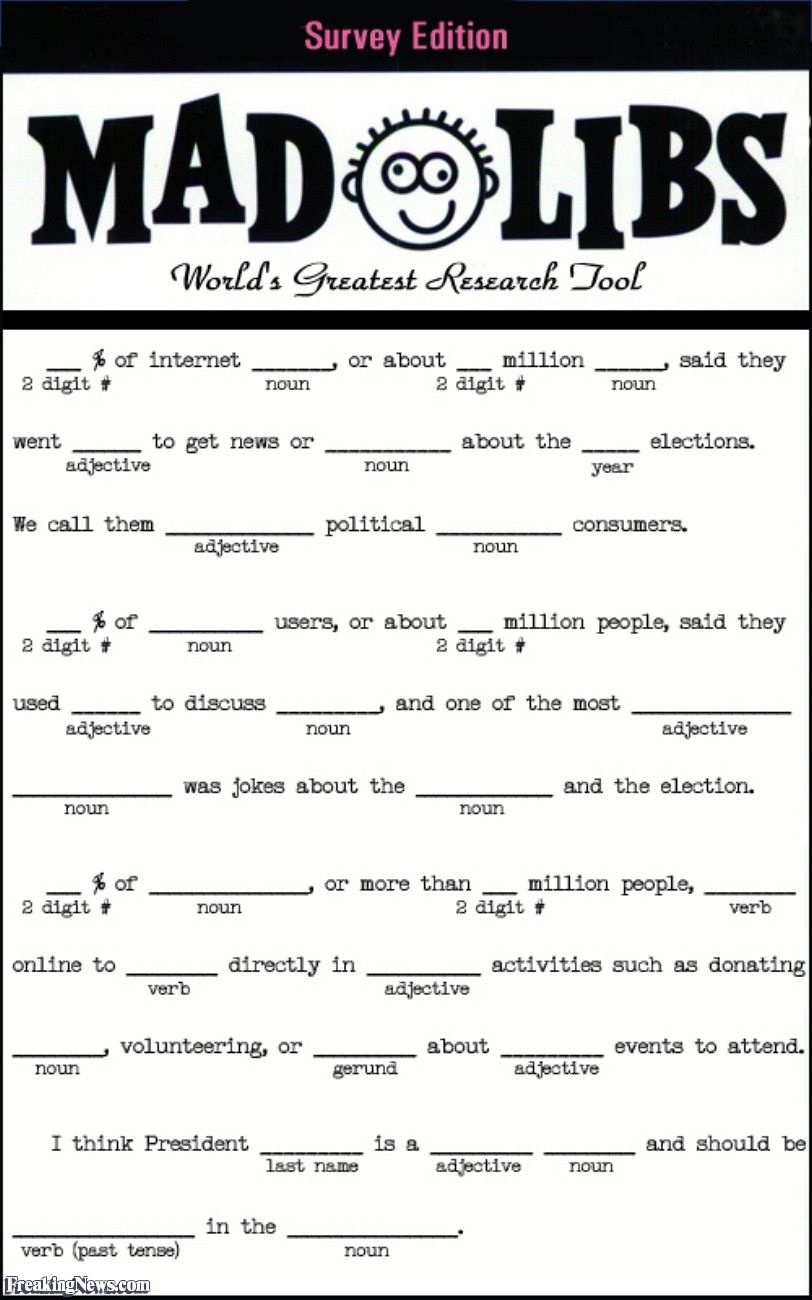 Survey Edition
MAD LIBS
World's Greatest Research Tool
___ % of internet _______, or about ___ million ______, said they
2 digit # noun 2 digit # noun
went ______ to get news or ___________ about the _____ elections.
adjective noun year
We call them _____________ political ___________ consumers.
adjective noun
___ % of __________ users, or about ___ million people, said they
2 digit # noun 2 digit #
used ______ to discuss _________, and one of the most ______________
adjective noun adjective
______________ was jokes about the ____________ and the election.
noun noun
___ % of ______________, or more than ___ million people, ________
2 digit # noun 2 digit # verb
online to ________ directly in __________ activities such as donating
verb adjective
________, volunteering, or _________ about _________ events to attend.
noun gerund adjective
I think President _________ is a _________ ________ and should be
last name adjective noun
________________ in the _______________.
verb (past tense) noun
FreakingNews.com